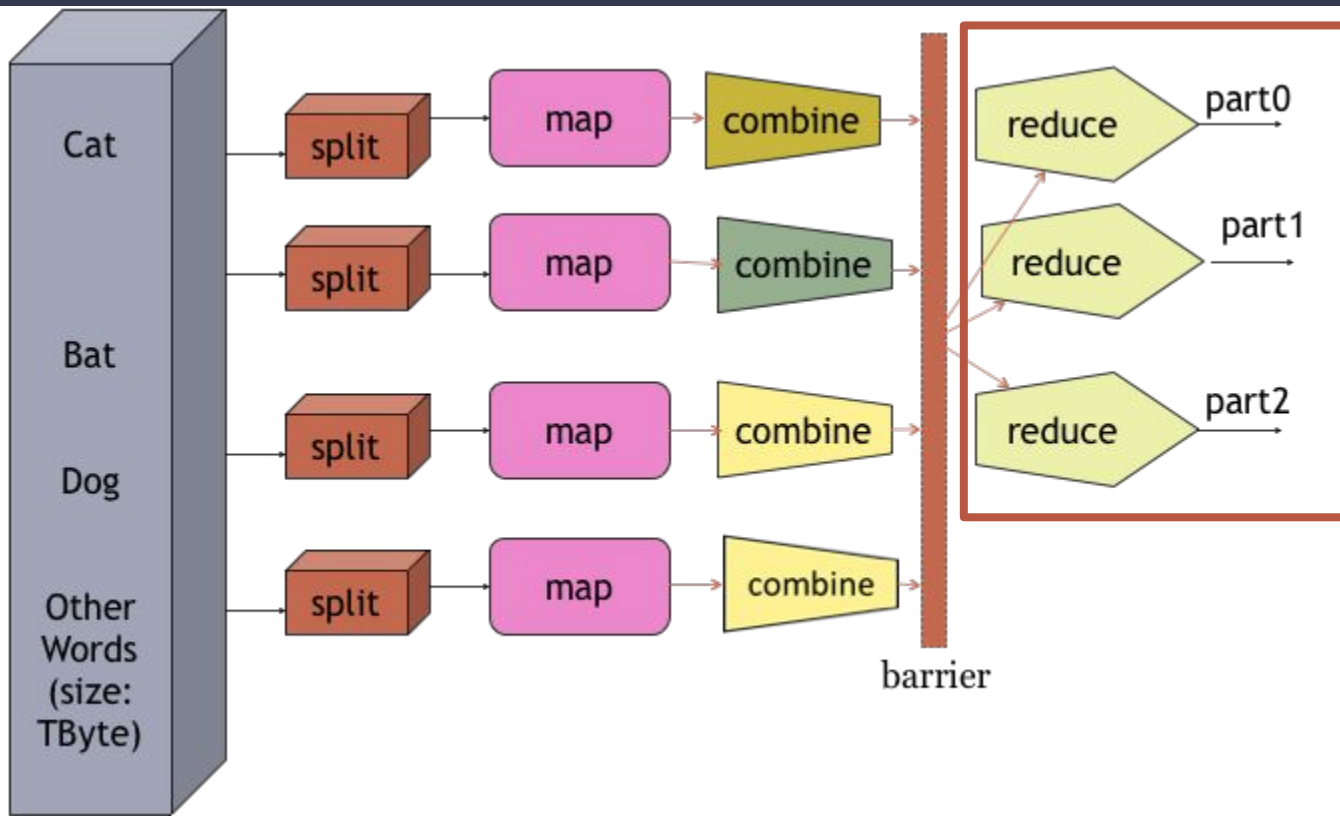 Cat
Bat
Dog
Other
Words
(size:
TByte)
split
map
combine
reduce
part0
split
map
combine
reduce
part1
split
map
combine
reduce
part2
split
map
combine
barrier